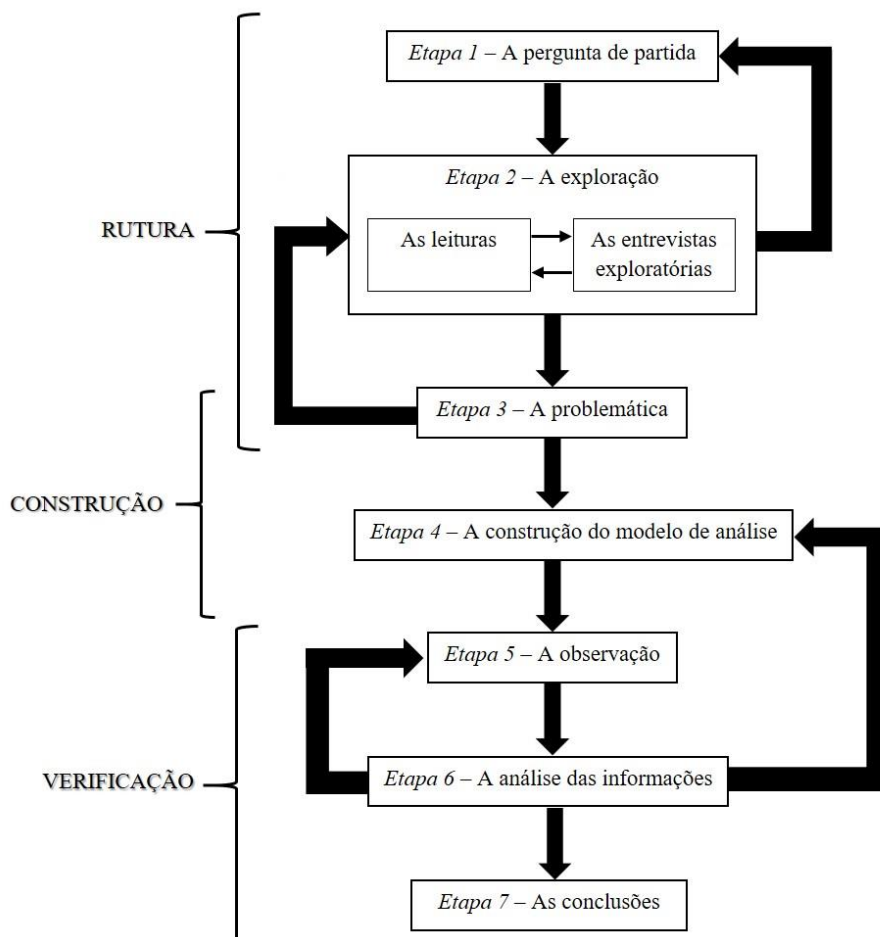 Etapa 1 – A pergunta de partida
Etapa 2 – A exploração
RUTURA
As leituras
As entrevistas
exploratórias
Etapa 3 – A problemática
CONSTRUÇÃO
Etapa 4 – A construção do modelo de análise
Etapa 5 – A observação
VERIFICAÇÃO
Etapa 6 – A análise das informações
Etapa 7 – As conclusões